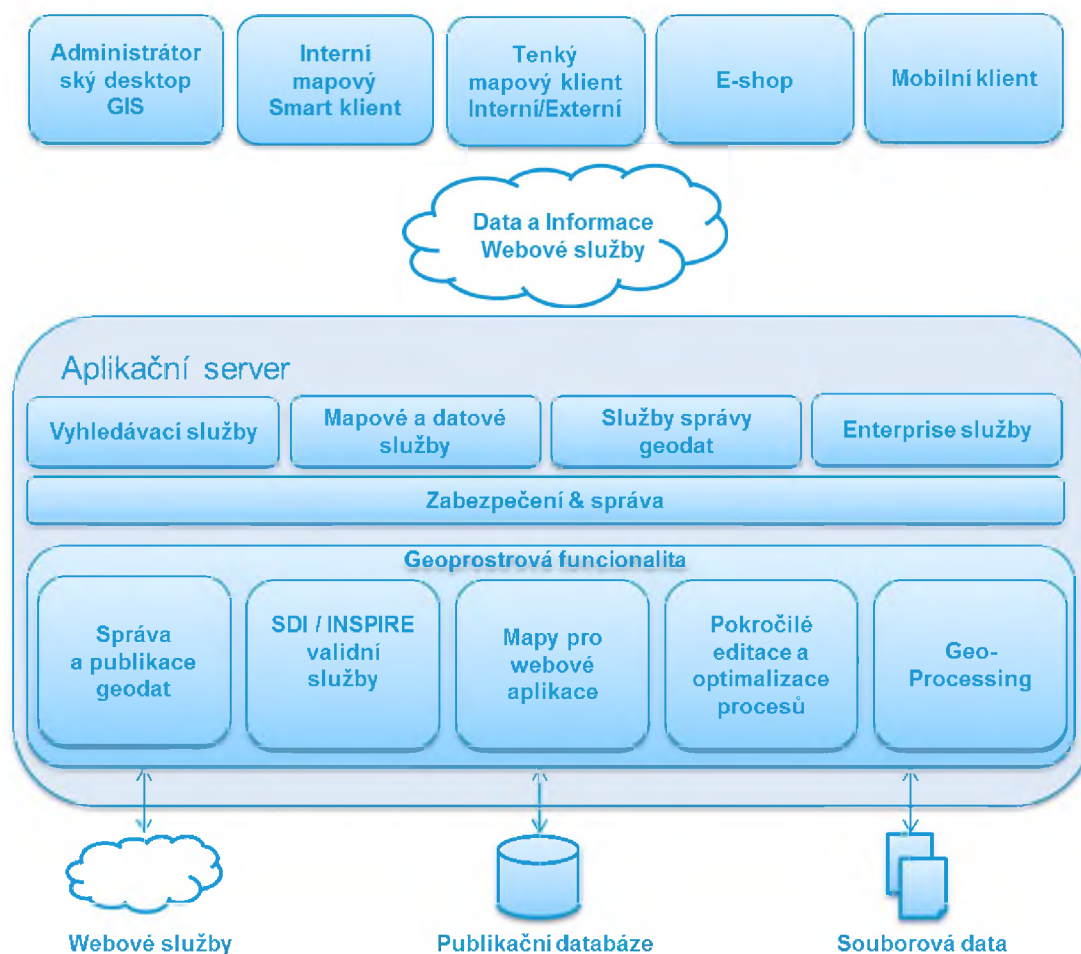 Administrátor
ský desktop
GIS
Interní
mapový
Smart klient
Tenký
mapový klient
Interní/Externí
E-shop
Mobilní klient
Data a Informace
Webové služby
Aplikační server
Vyhledávací služby
Mapové a datové
služby
Služby správy
geodat
Enterprise služby
Zabezpečení & správa
Geoprostrová funcionalita
Správa
a publikace
geodat
SDI / INSPIRE
validní
služby
Mapy pro
webové
aplikace
Pokročilé
editace a
optimalizace
procesů
Geo-
Processing
Webové služby
Publikační databáze
Souborová data